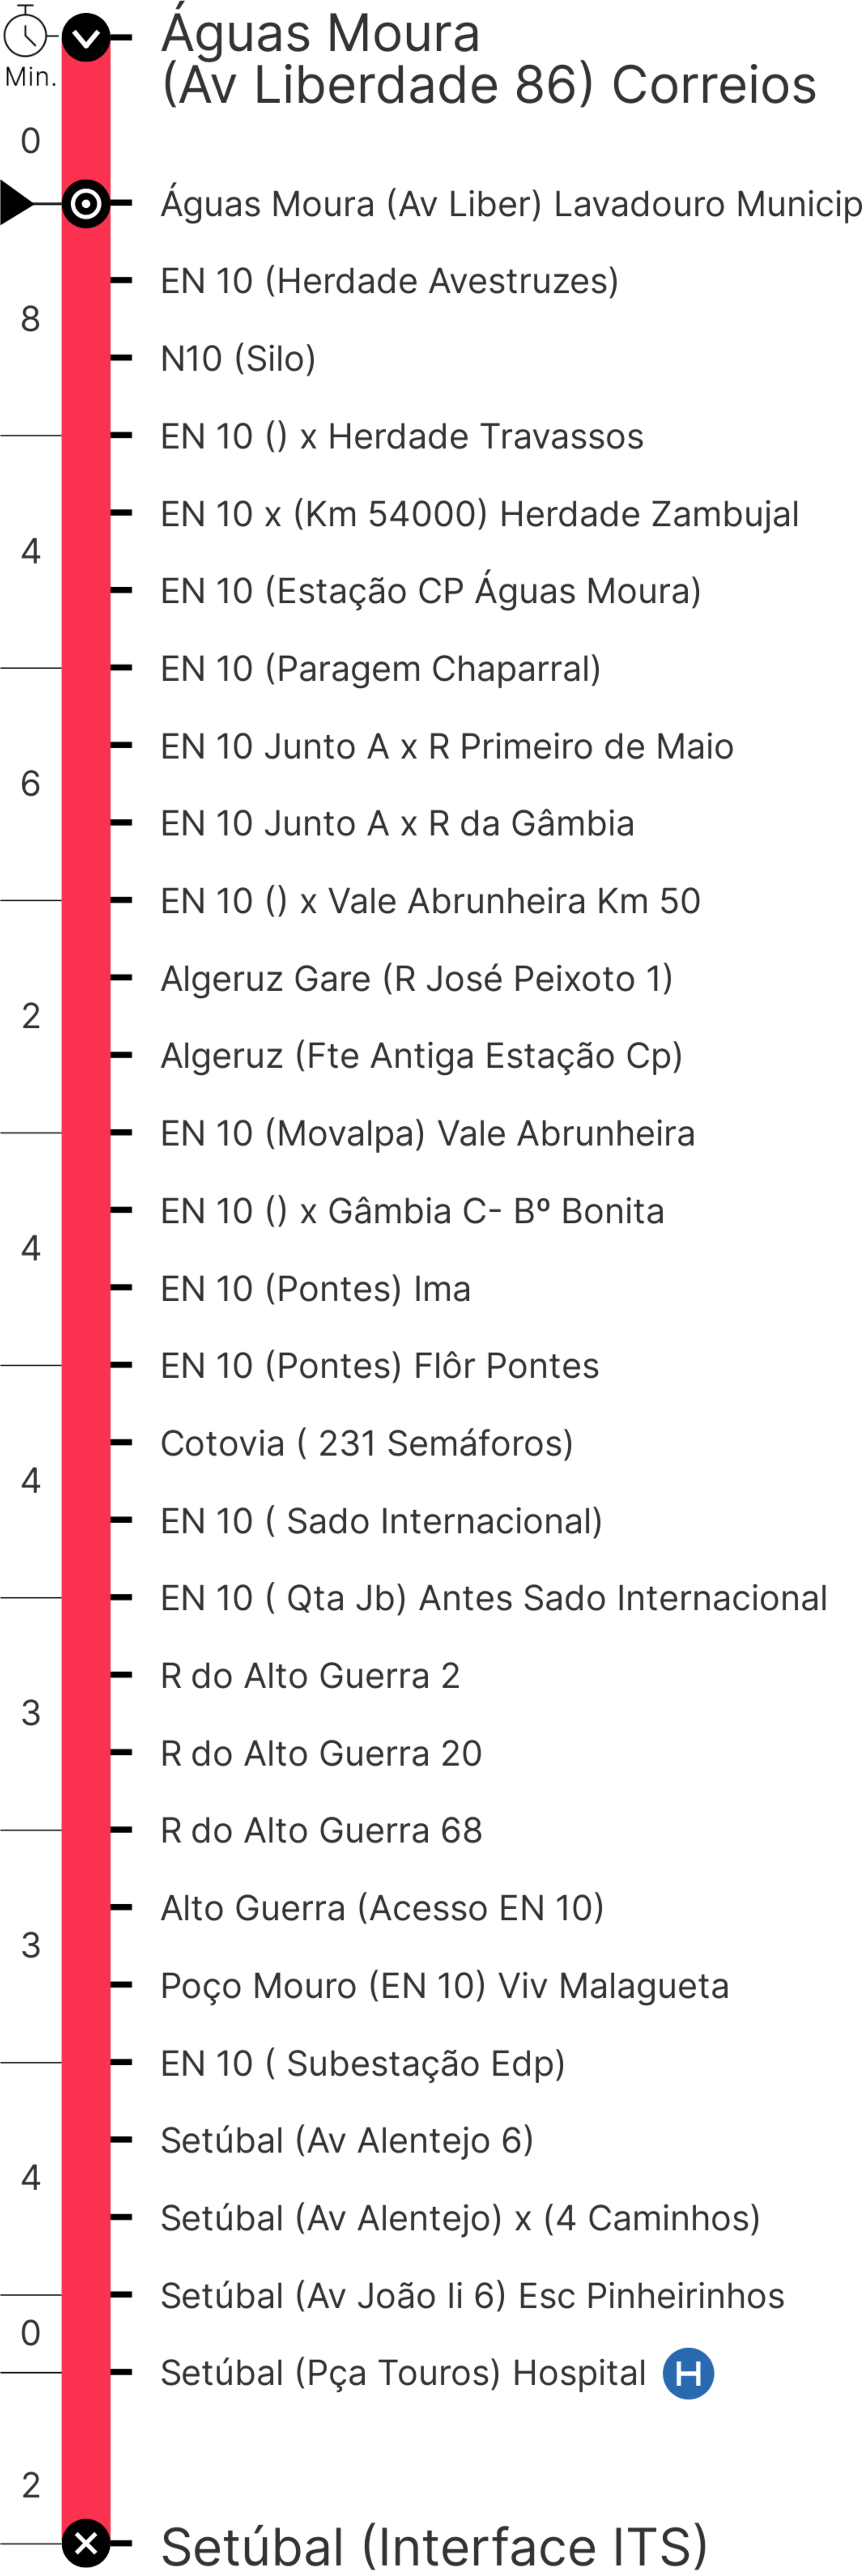 Min.
Águas Moura
(Av Liberdade 86) Correios
0
Águas Moura (Av Liber) Lavadouro Municip
EN 10 (Herdade Avestruzes)
8
N10 (Silo)
EN 10 () x Herdade Travassos
EN 10 x (Km 54000) Herdade Zambujal
4
EN 10 (Estação CP Águas Moura)
EN 10 (Paragem Chaparral)
EN 10 Junto A x R Primeiro de Maio
6
EN 10 Junto A x R da Gâmbia
EN 10 () x Vale Abrunheira Km 50
Algeruz Gare (R José Peixoto 1)
2
Algeruz (Fte Antiga Estação Cp)
EN 10 (Movalpa) Vale Abrunheira
EN 10 () x Gâmbia C- Bº Bonita
4
EN 10 (Pontes) Ima
EN 10 (Pontes) Flôr Pontes
Cotovia ( 231 Semáforos)
4
EN 10 ( Sado Internacional)
EN 10 ( Qta Jb) Antes Sado Internacional
R do Alto Guerra 2
3
R do Alto Guerra 20
R do Alto Guerra 68
Alto Guerra (Acesso EN 10)
3
Poço Mouro (EN 10) Viv Malagueta
EN 10 ( Subestação Edp)
Setúbal (Av Alentejo 6)
4
Setúbal (Av Alentejo) x (4 Caminhos)
Setúbal (Av João Ii 6) Esc Pinheirinhos
0
Setúbal (Pça Touros) Hospital H
2
Setúbal (Interface ITS)